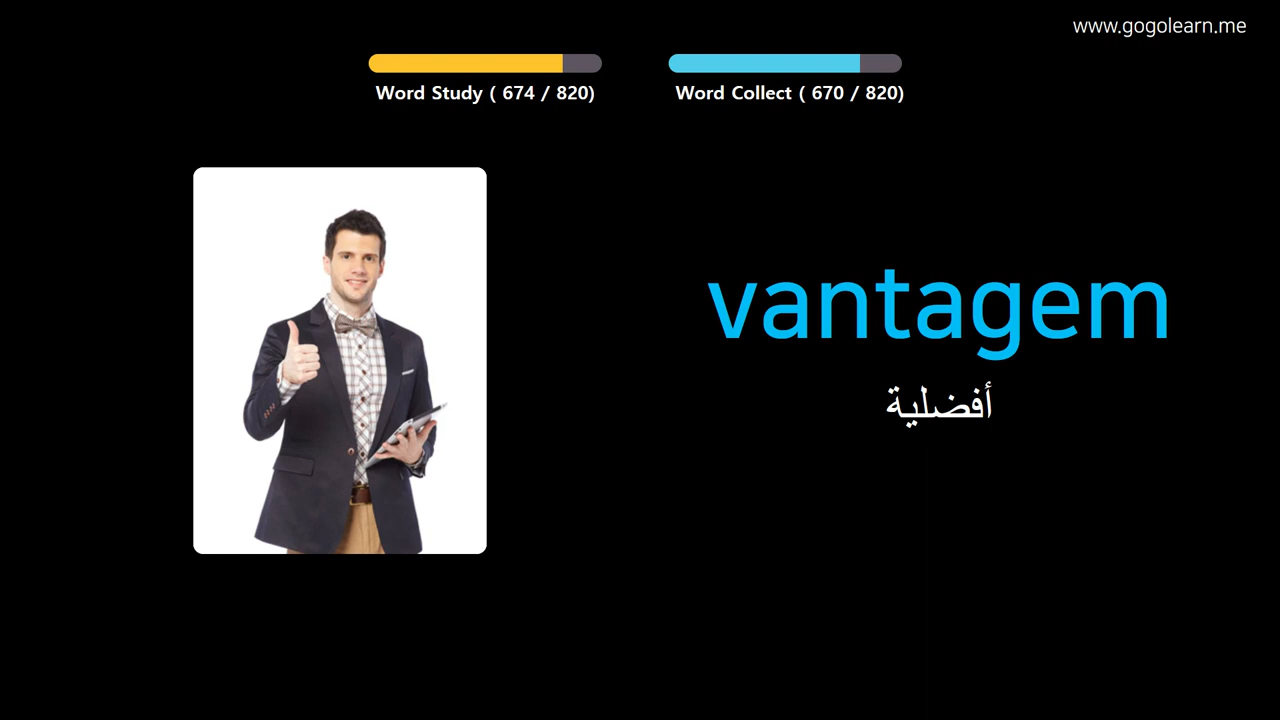 www.gogolearn.me
Word Study ( 674 / 820)
Word Collect ( 670 / 820)
vantagem
أفضلية